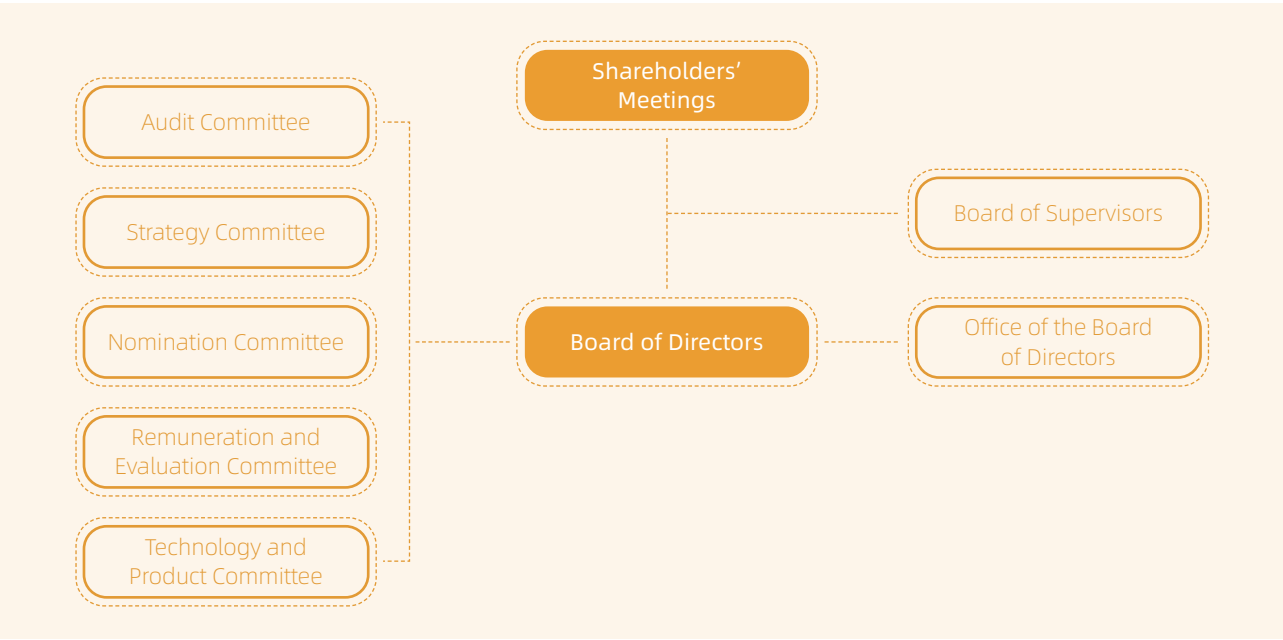 Shareholders’
Meetings
Audit Committee
Strategy Committee
Nomination Committee
Remuneration and
Evaluation Committee
Technology and
Product Committee
Board of Directors
Board of Supervisors
Office of the Board
of Directors